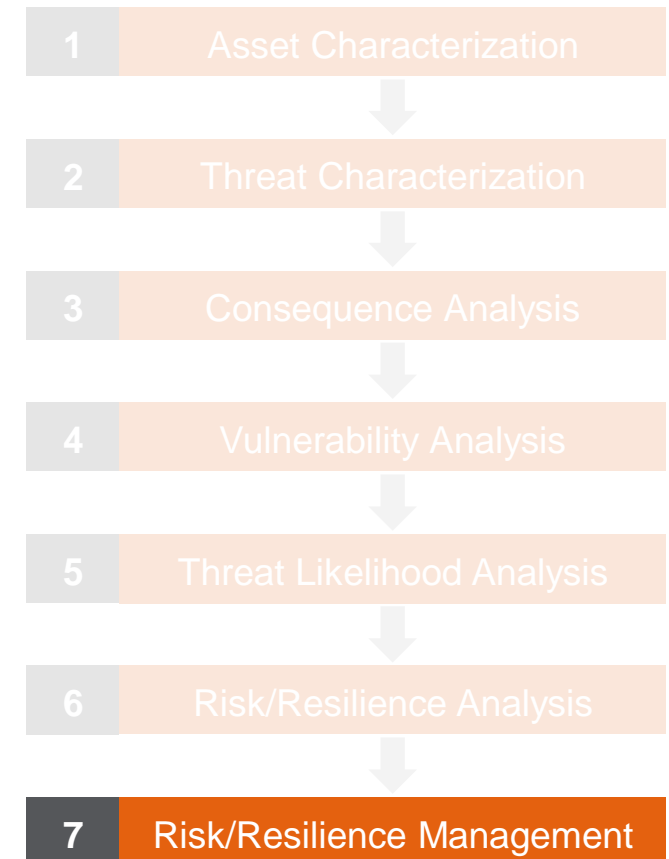 1 Asset Characterization
2 Threat Characterization
3 Consequence Analysis
4 Vulnerability Analysis
5 Threat Likelihood Analysis
6 Risk/Resilience Analysis
7 Risk/Resilience Management